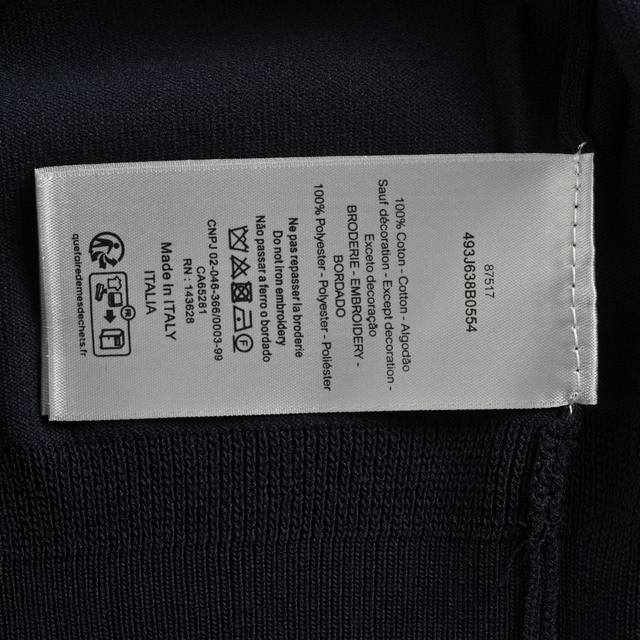 87517
493J638B0554
100% Coton - Cotton - Algodão
Sauf décoration - Except decoration -
Exceto decoração
BRODERIE - EMBROIDERY -
BORDADO
100% Polyester - Polyester - Poliéster
Ne pas repasser la broderie
Do not iron embroidery
Não passar a ferro o bordado
F
CNPJ 02-046-366/0003-99
CA65281
RN : 143628
Made in ITALY
ITALIA
quefairedemesdechets.fr